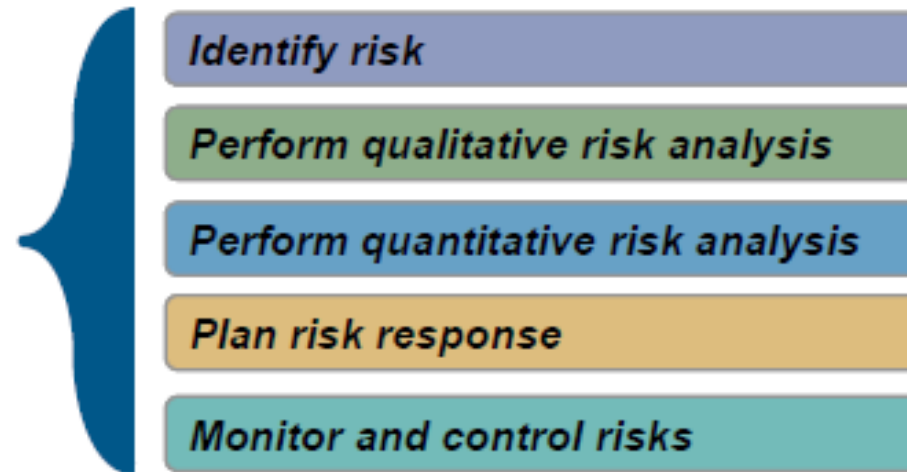 Identify risk
Perform qualitative risk analysis
Perform quantitative risk analysis
Plan risk response
Monitor and control risks